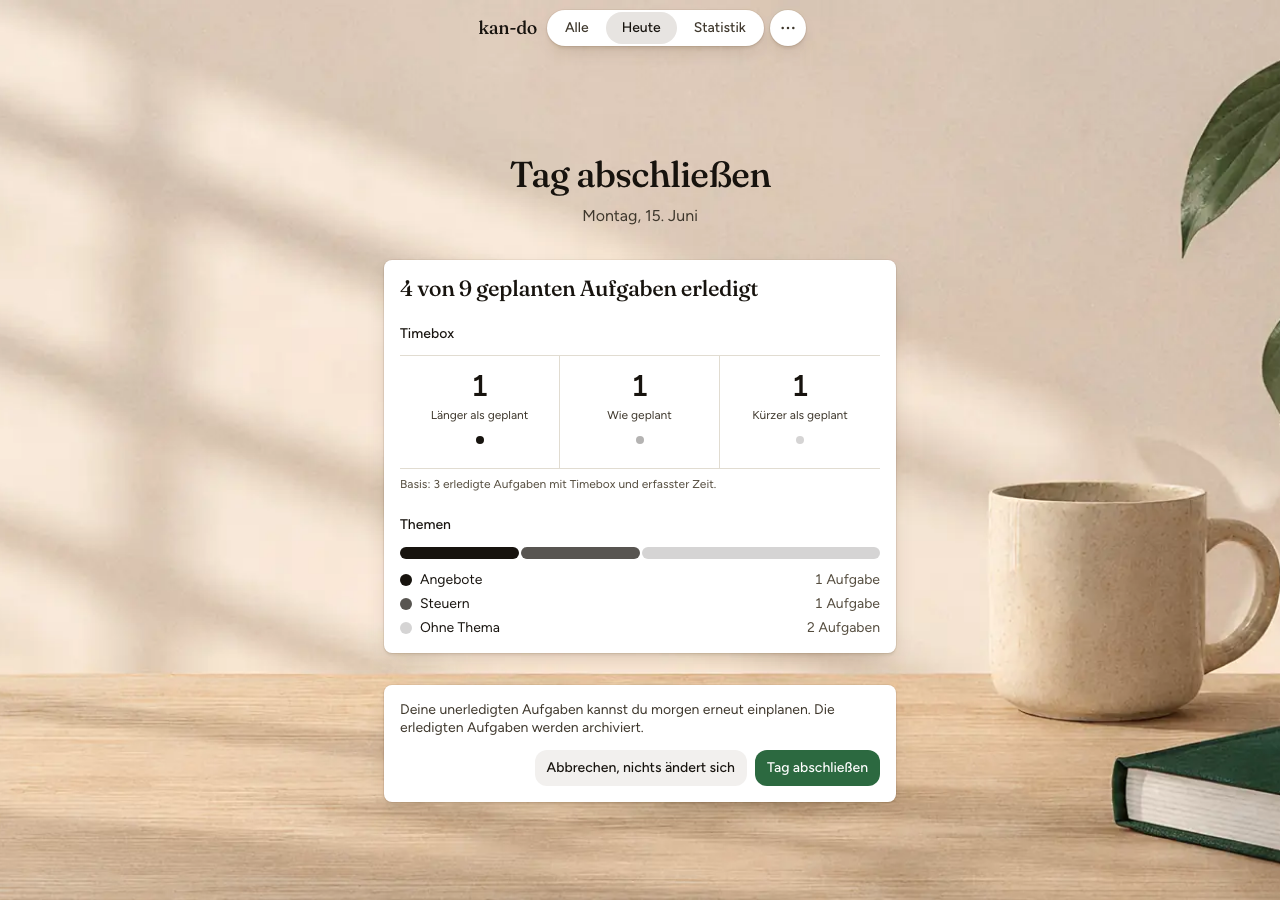 kan-do
Alle
Heute
Statistik
Tag abschließen
Montag, 15. Juni
4 von 9 geplanten Aufgaben erledigt
Timebox
1
Länger als geplant
1
Wie geplant
1
Kürzer als geplant
Basis: 3 erledigte Aufgaben mit Timebox und erfasster Zeit.
Themen
Angebote
1 Aufgabe
Steuern
1 Aufgabe
Ohne Thema
2 Aufgaben
Deine unerledigten Aufgaben kannst du morgen erneut einplanen. Die
erledigten Aufgaben werden archiviert.
Abbrechen, nichts ändert sich
Tag abschließen